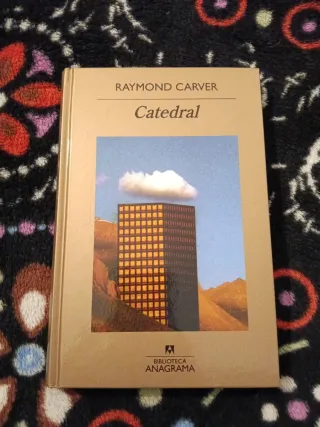 RAYMOND CARVER
Catedral
BIBLIOTECA
ANAGRAMA